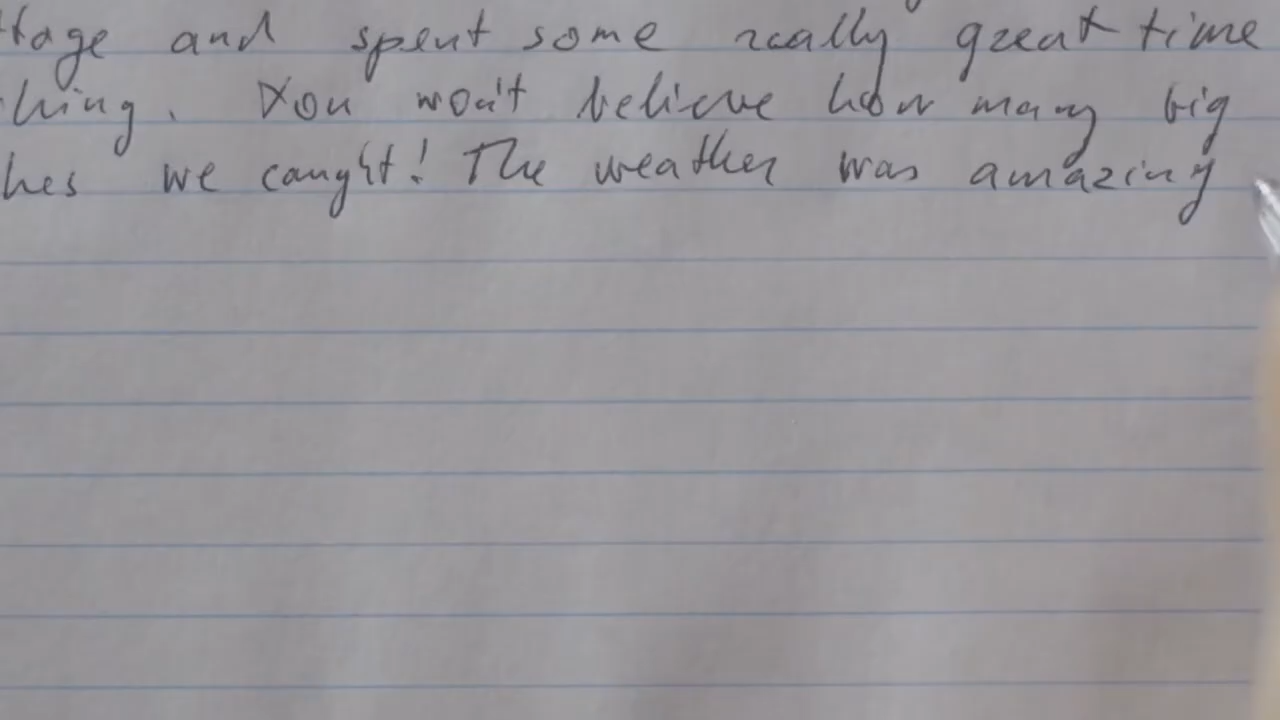 ttage and spent some really great time
hing. You won't believe how many big
hes we caught! The weather was amazing